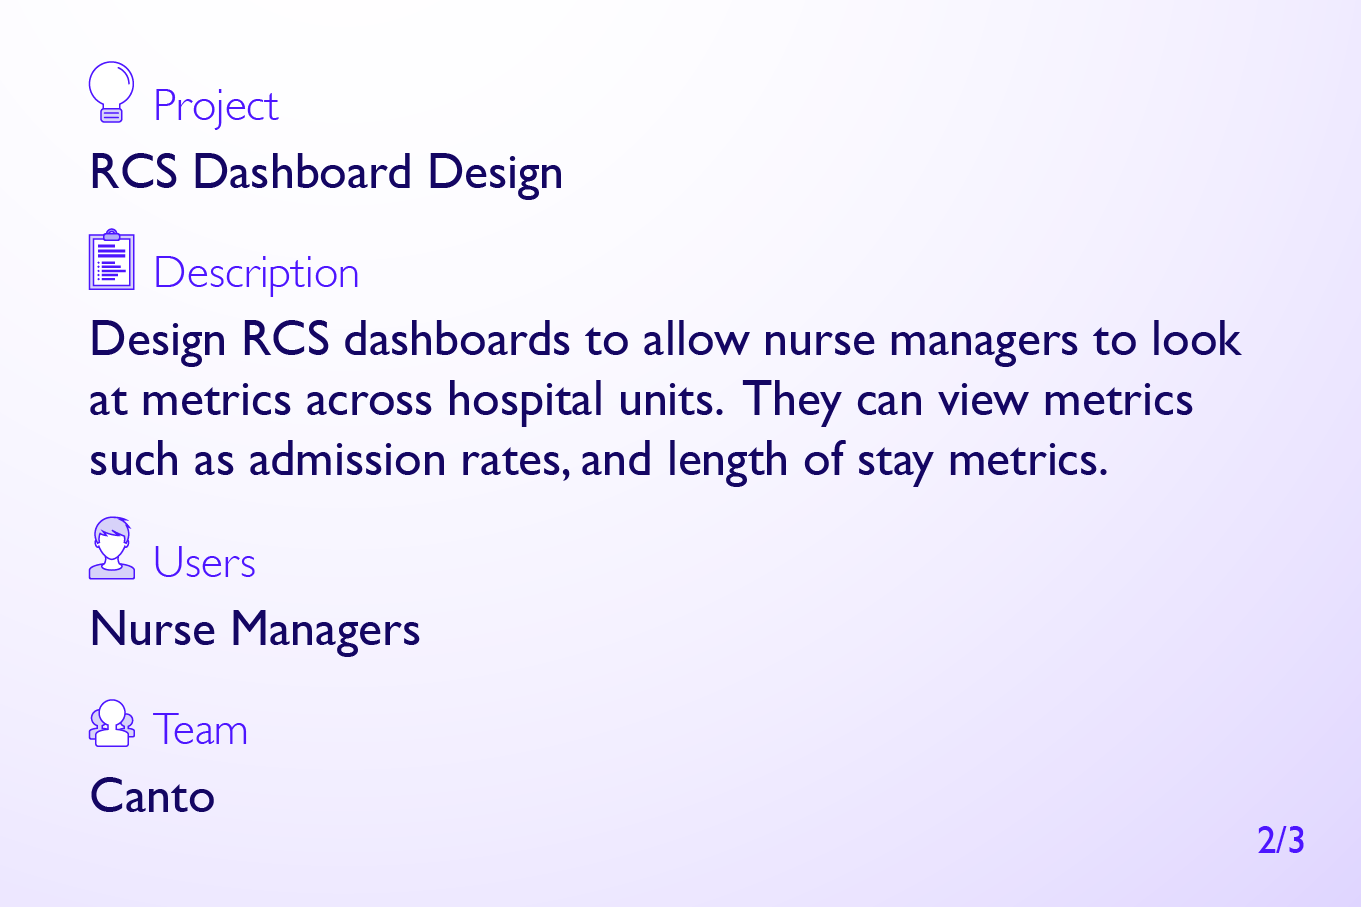 Project
RCS Dashboard Design
Description
Design RCS dashboards to allow nurse managers to look
at metrics across hospital units. They can view metrics
such as admission rates, and length of stay metrics.
Users
Nurse Managers
Team
Canto
2/3